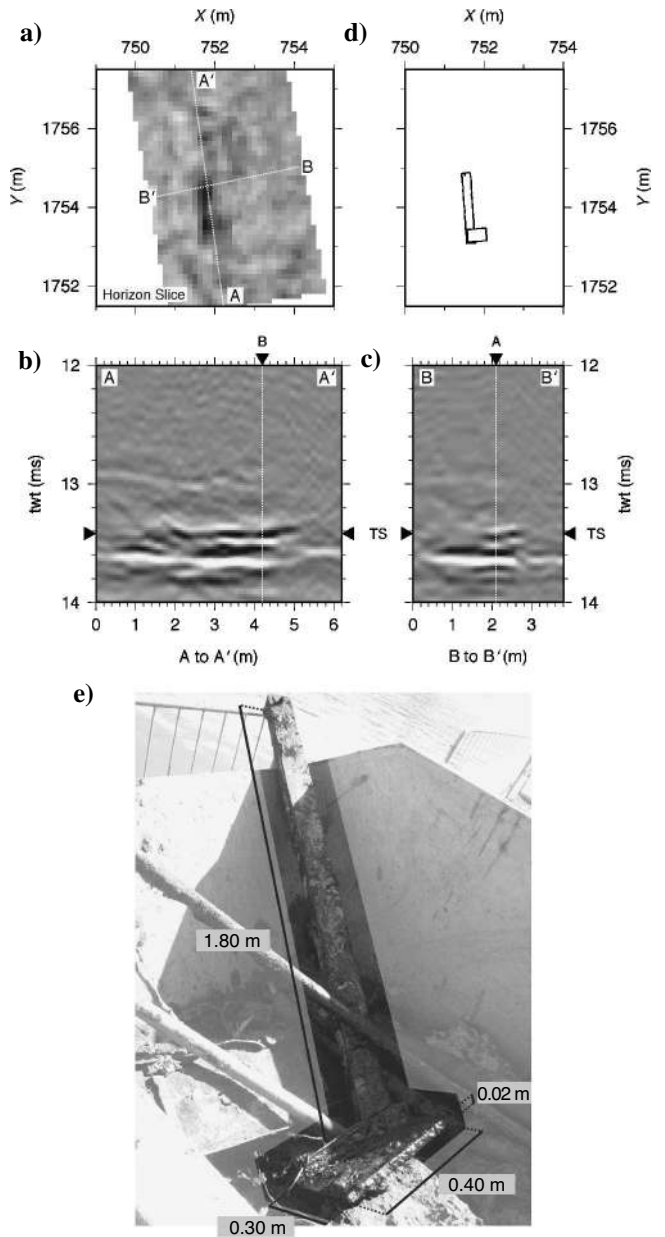 a)
X (m)
750 752 754
A'
B
B'
A
Horizon Slice
1756
1754
1752
Y (m)
d)
X (m)
750 752 754
1756
1754
1752
Y (m)
b)
B
A
A'
12
13
14
twt (ms)
TS
0 1 2 3 4 5 6
A to A' (m)
c)
A
B
B'
12
13
14
twt (ms)
TS
0 1 2 3
B to B' (m)
e)
1.80 m
0.02 m
0.40 m
0.30 m